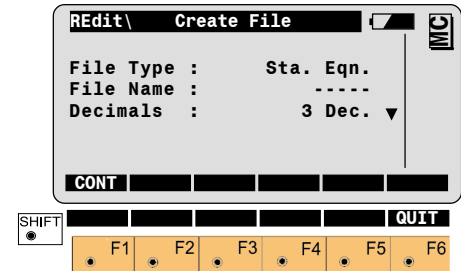 REdit\ Create File
MC
File Type : Sta. Eqn.
File Name : -----
Decimals : 3 Dec. ▼
CONT
SHIFT QUIT
F1 F2 F3 F4 F5 F6